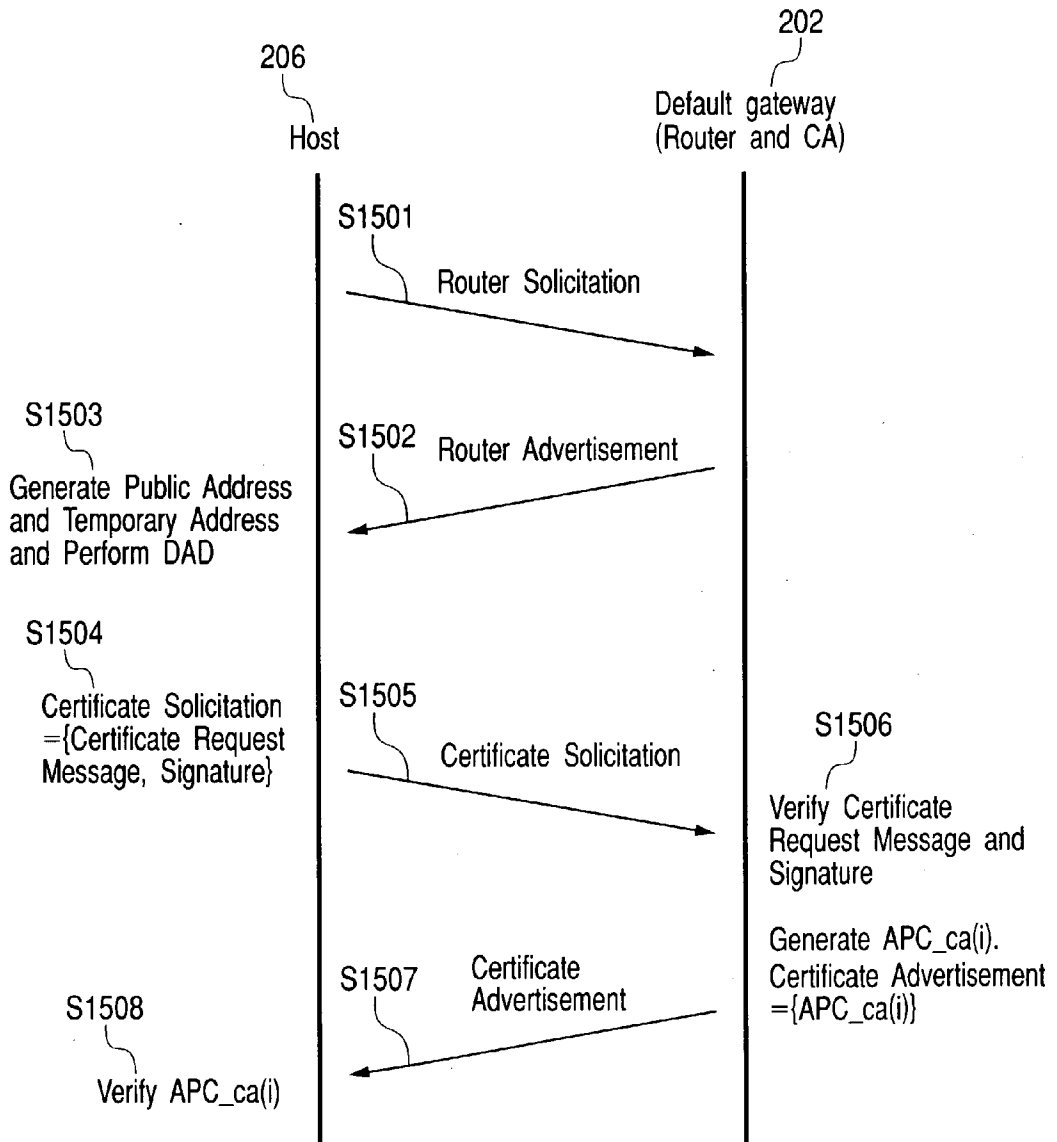 202
206
Default gateway
(Router and CA)
Host
S1501
Router Solicitation
S1503
S1502
Router Advertisement
Generate Public Address
and Temporary Address
and Perform DAD
S1504
Certificate Solicitation
={Certificate Request
Message, Signature}
S1505
Certificate Solicitation
S1506
Verify Certificate
Request Message and
Signature
Generate APC_ca(i).
Certificate Advertisement
={APC_ca(i)}
S1507
Certificate
Advertisement
S1508
Verify APC_ca(i)